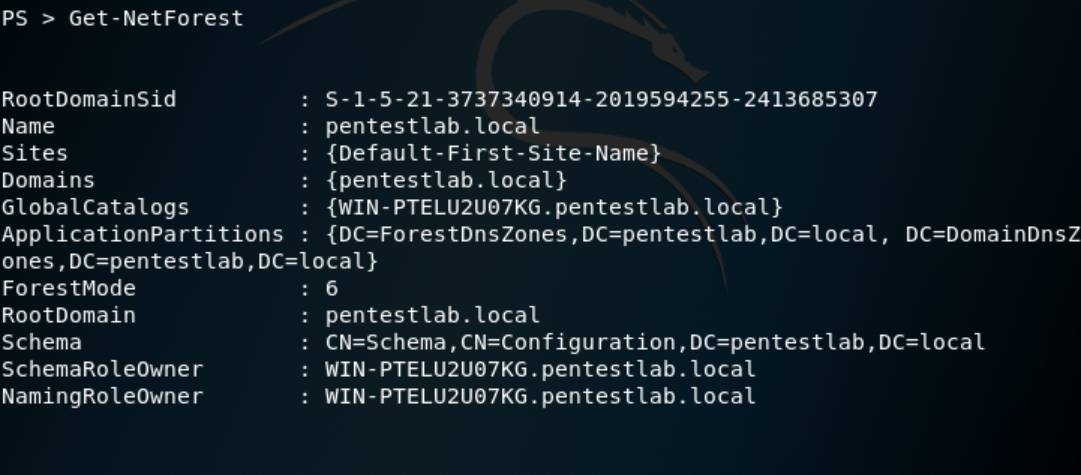 PS > Get-NetForest
RootDomainSid         : S-1-5-21-3737340914-2019594255-2413685307
Name                  : pentestlab.local
Sites                 : {Default-First-Site-Name}
Domains               : {pentestlab.local}
GlobalCatalogs        : {WIN-PTELU2U07KG.pentestlab.local}
ApplicationPartitions : {DC=ForestDnsZones,DC=pentestlab,DC=local, DC=DomainDnsZ
ones,DC=pentestlab,DC=local}
ForestMode            : 6
RootDomain            : pentestlab.local
Schema                : CN=Schema,CN=Configuration,DC=pentestlab,DC=local
SchemaRoleOwner       : WIN-PTELU2U07KG.pentestlab.local
NamingRoleOwner       : WIN-PTELU2U07KG.pentestlab.local